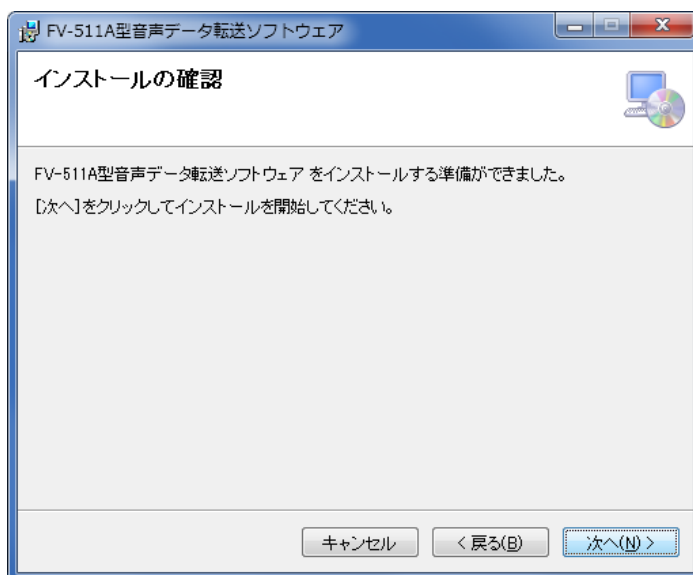 FV-511A型音声データ転送ソフトウェア
インストールの確認
FV-511A型音声データ転送ソフトウェア をインストールする準備ができました。
[次へ]をクリックしてインストールを開始してください。
キャンセル
< 戻る(B)
次へ(N) >